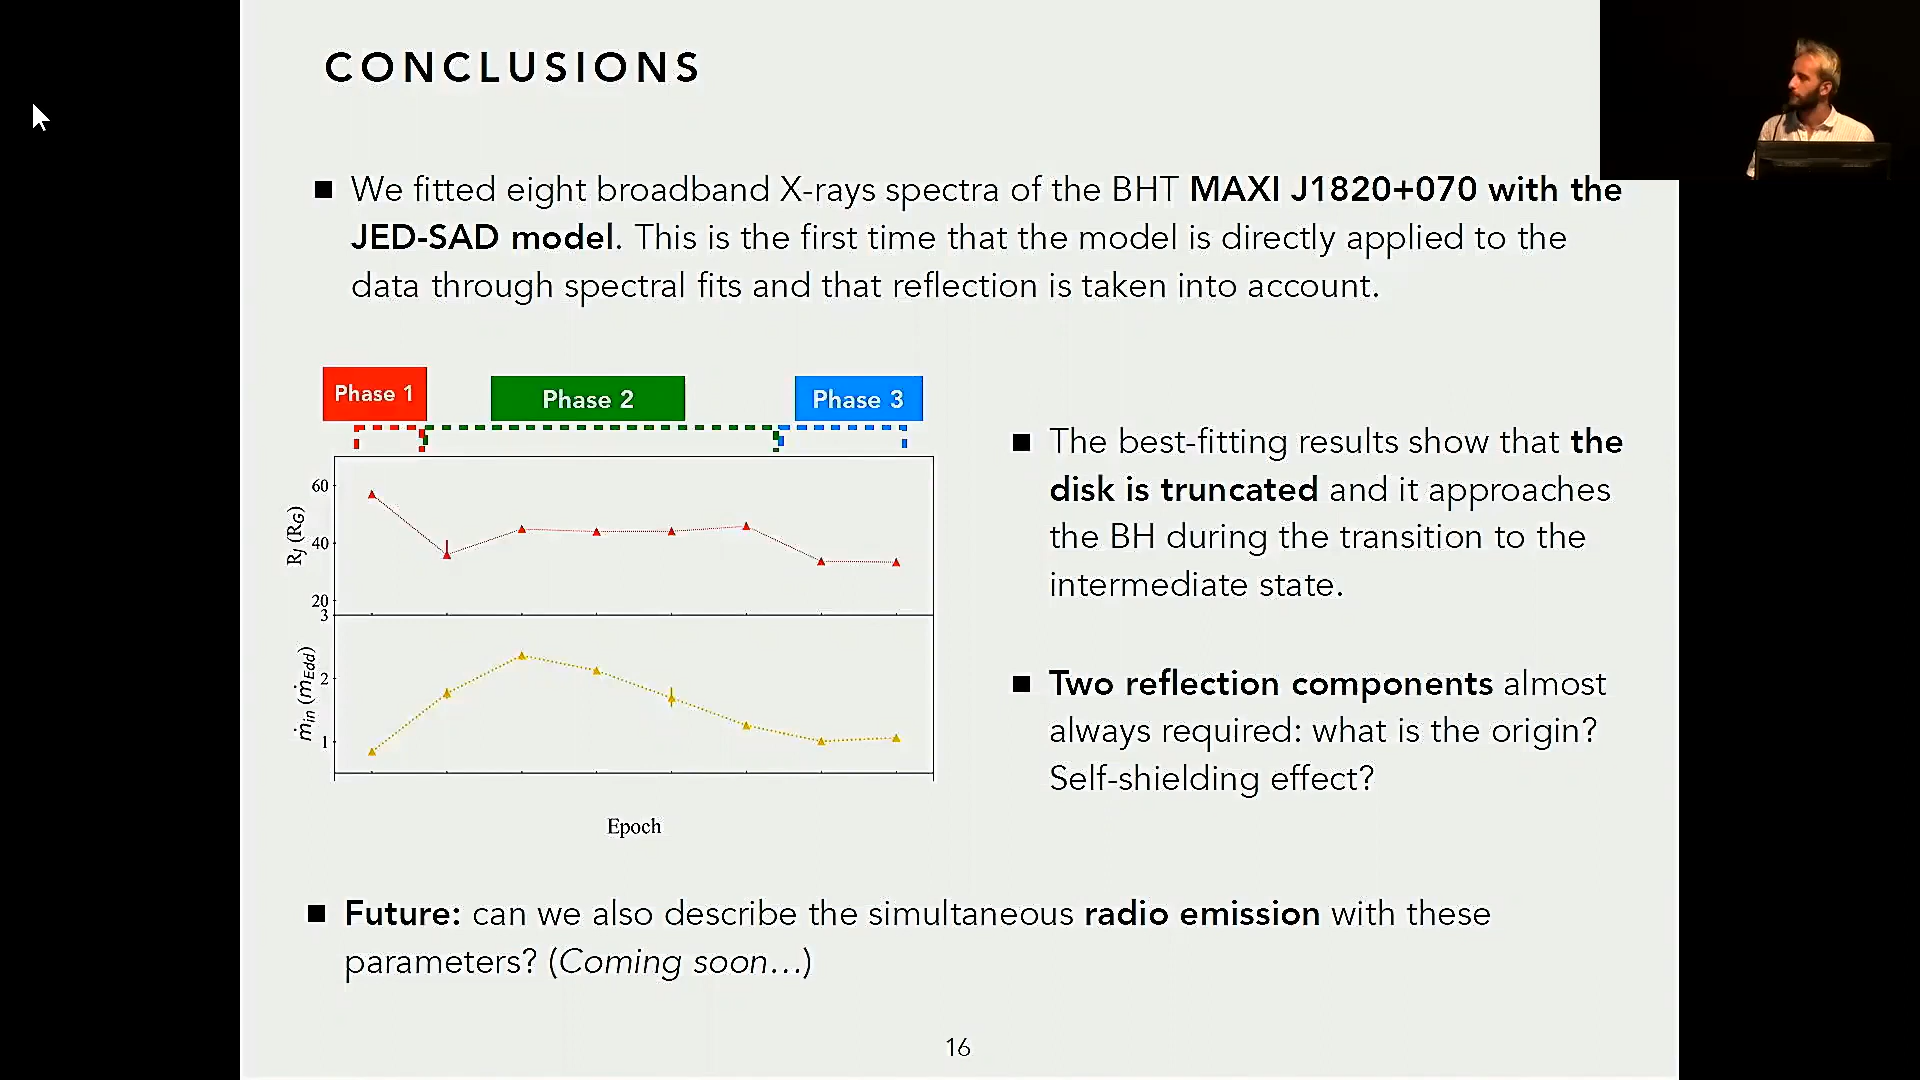 CONCLUSIONS
■ We fitted eight broadband X-rays spectra of the BHT MAXI J1820+070 with the
JED-SAD model. This is the first time that the model is directly applied to the
data through spectral fits and that reflection is taken into account.
Phase 1
Phase 2
Phase 3
60
40
20
R_J (R_G)
3
2
1
ṁ_in (ṁ_Edd)
Epoch
■ The best-fitting results show that the
disk is truncated and it approaches
the BH during the transition to the
intermediate state.
■ Two reflection components almost
always required: what is the origin?
Self-shielding effect?
■ Future: can we also describe the simultaneous radio emission with these
parameters? (Coming soon...)
16